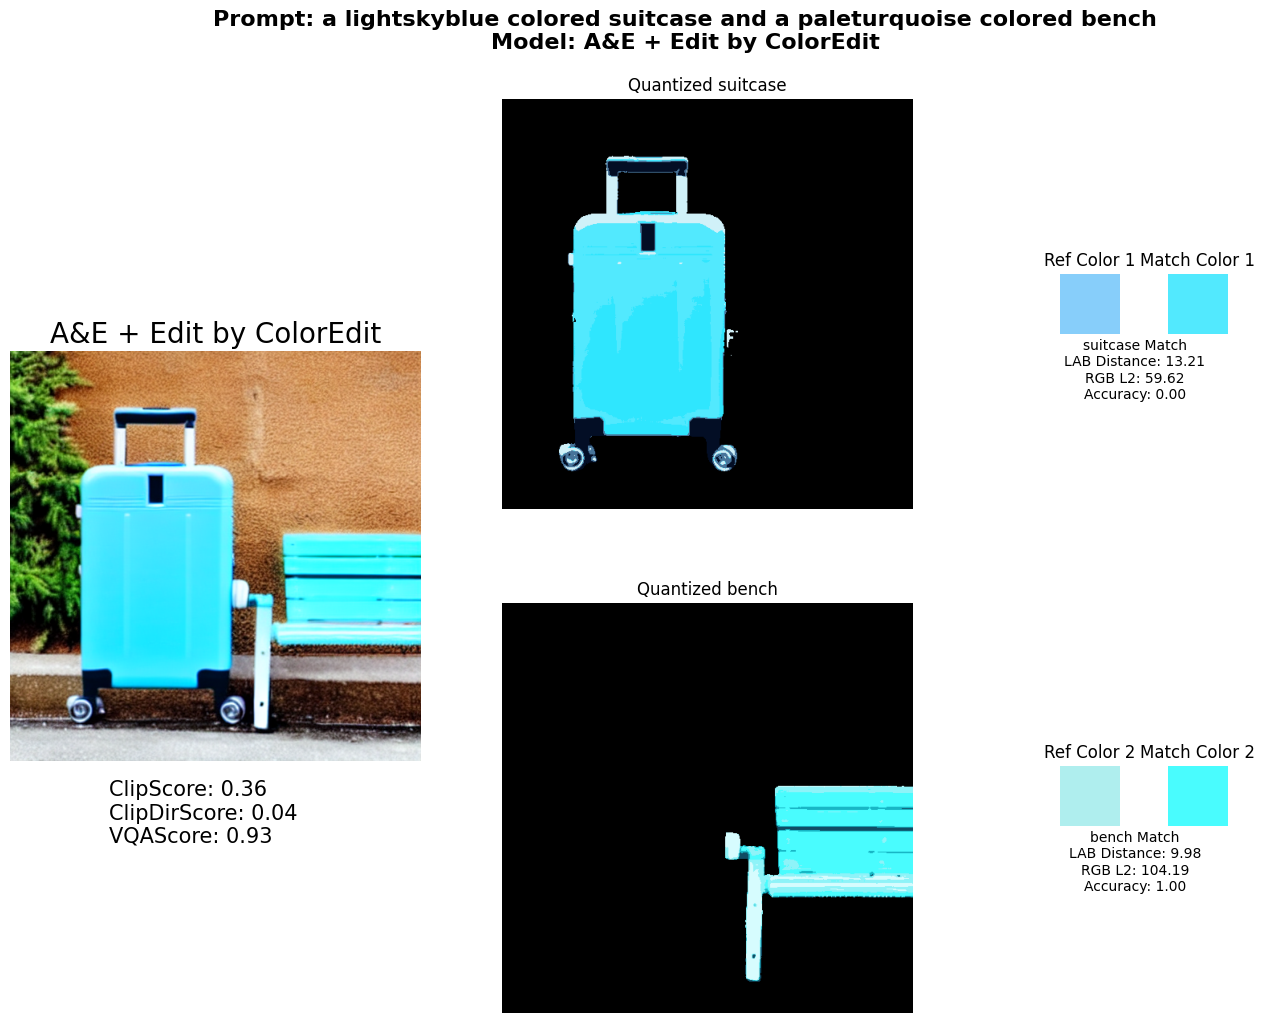 Prompt: a lightskyblue colored suitcase and a paleturquoise colored bench
Model: A&E + Edit by ColorEdit
Quantized suitcase
Ref Color 1 Match Color 1
suitcase Match
LAB Distance: 13.21
RGB L2: 59.62
Accuracy: 0.00
A&E + Edit by ColorEdit
ClipScore: 0.36
ClipDirScore: 0.04
VQAScore: 0.93
Quantized bench
Ref Color 2 Match Color 2
bench Match
LAB Distance: 9.98
RGB L2: 104.19
Accuracy: 1.00